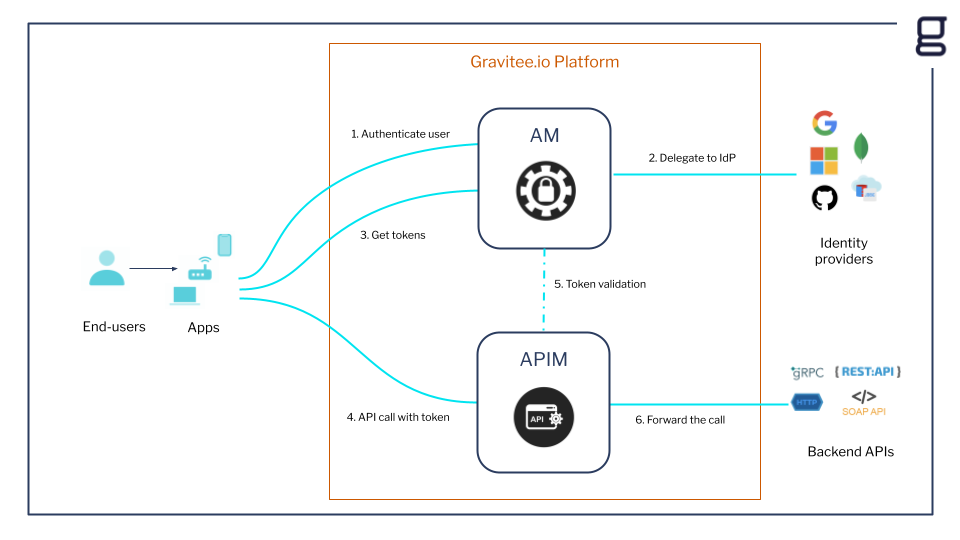 g
Gravitee.io Platform
1. Authenticate user
AM
2. Delegate to IdP
3. Get tokens
Identity
providers
5. Token validation
End-users
Apps
APIM
gRPC
{ REST:API }
HTTP
</>
SOAP API
API
4. API call with token
6. Forward the call
Backend APIs